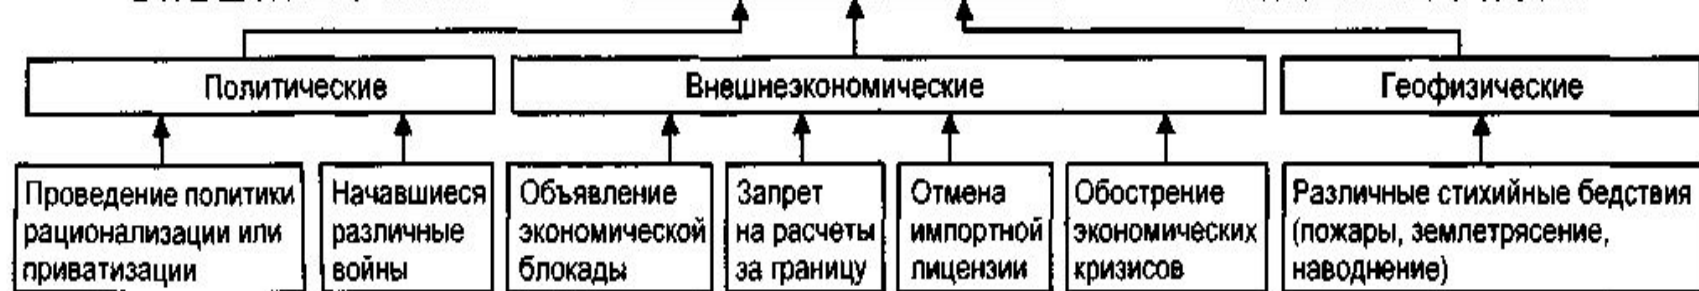 Политические
Внешнеэкономические
Геофизические
Проведение политики
рационализации или
приватизации
Начавшиеся
различные
войны
Объявление
экономической
блокады
Запрет
на расчеты
за границу
Отмена
импортной
лицензии
Обострение
экономических
кризисов
Различные стихийные бедствия
(пожары, землетрясение,
наводнение)